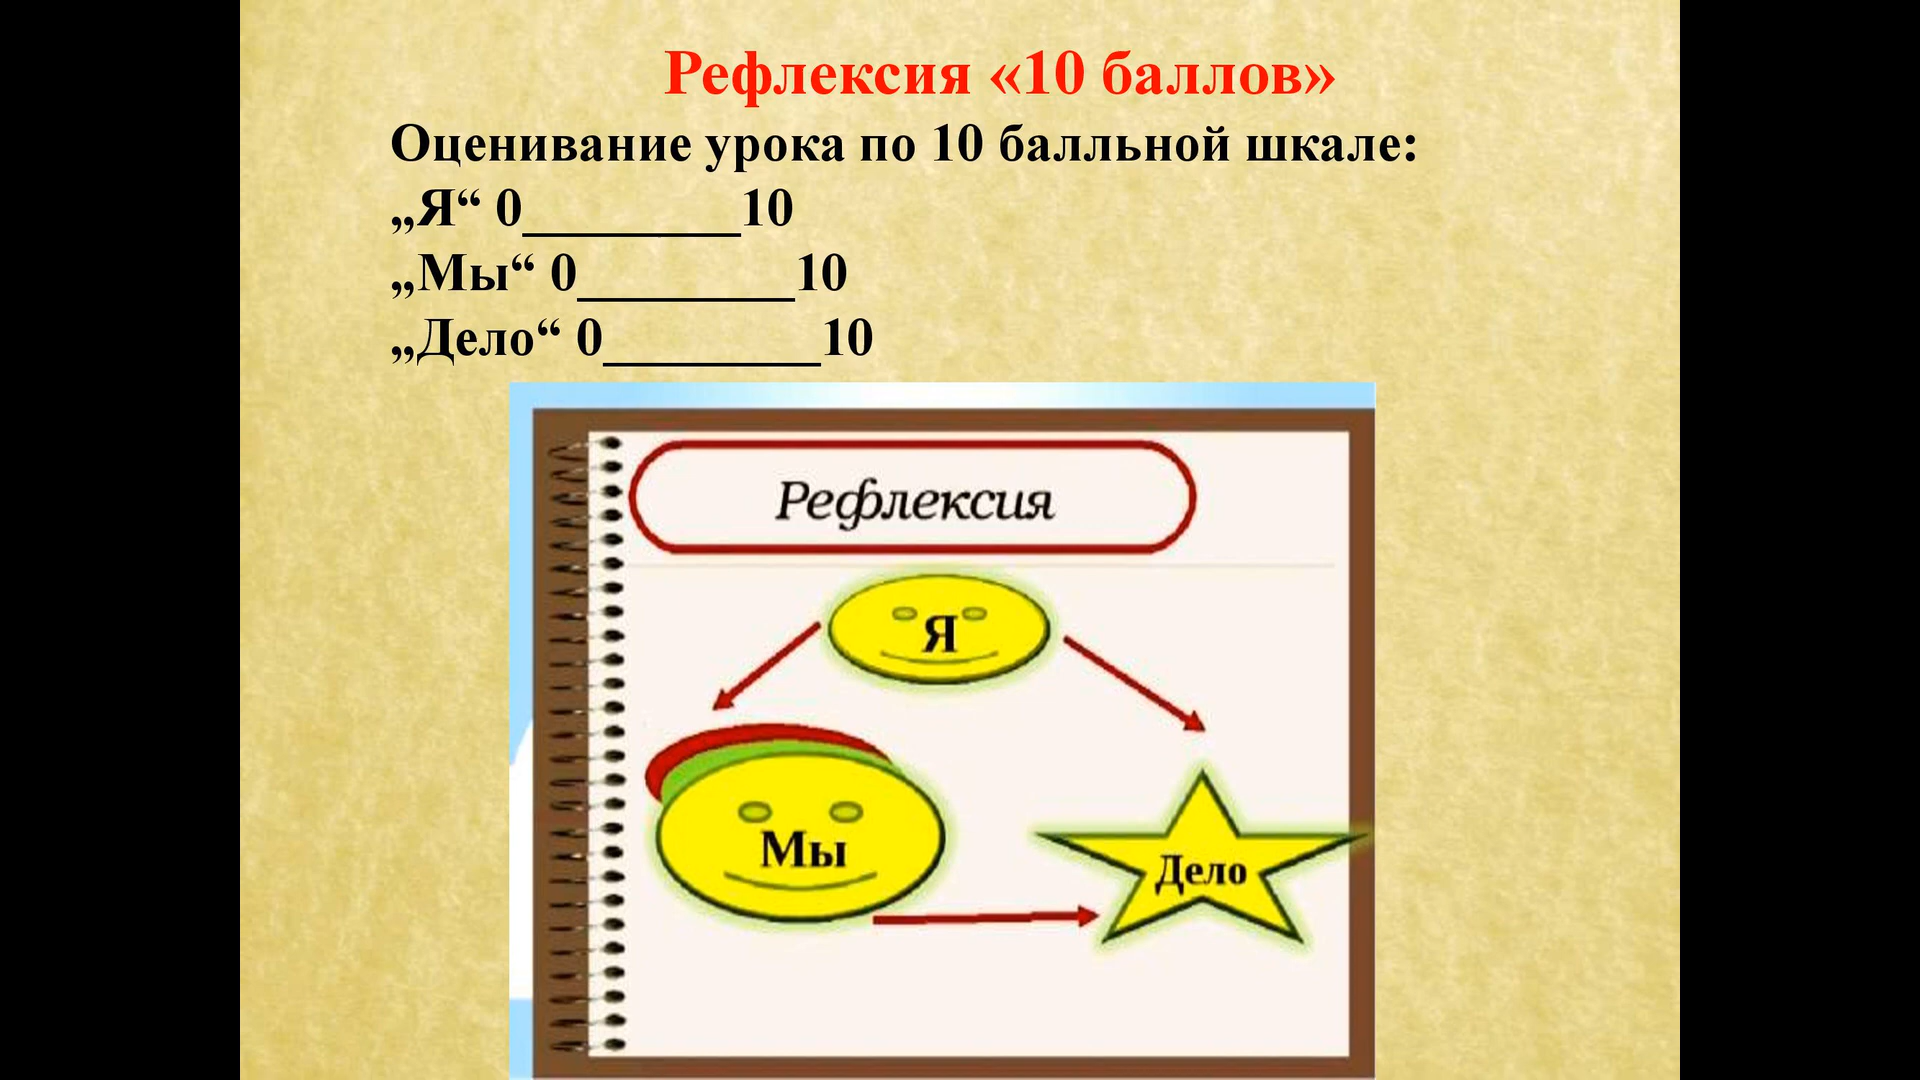 Рефлексия «10 баллов»
Оценивание урока по 10 балльной шкале:
„Я“ 0________10
„Мы“ 0________10
„Дело“ 0________10
Рефлексия
Я
Мы
Дело